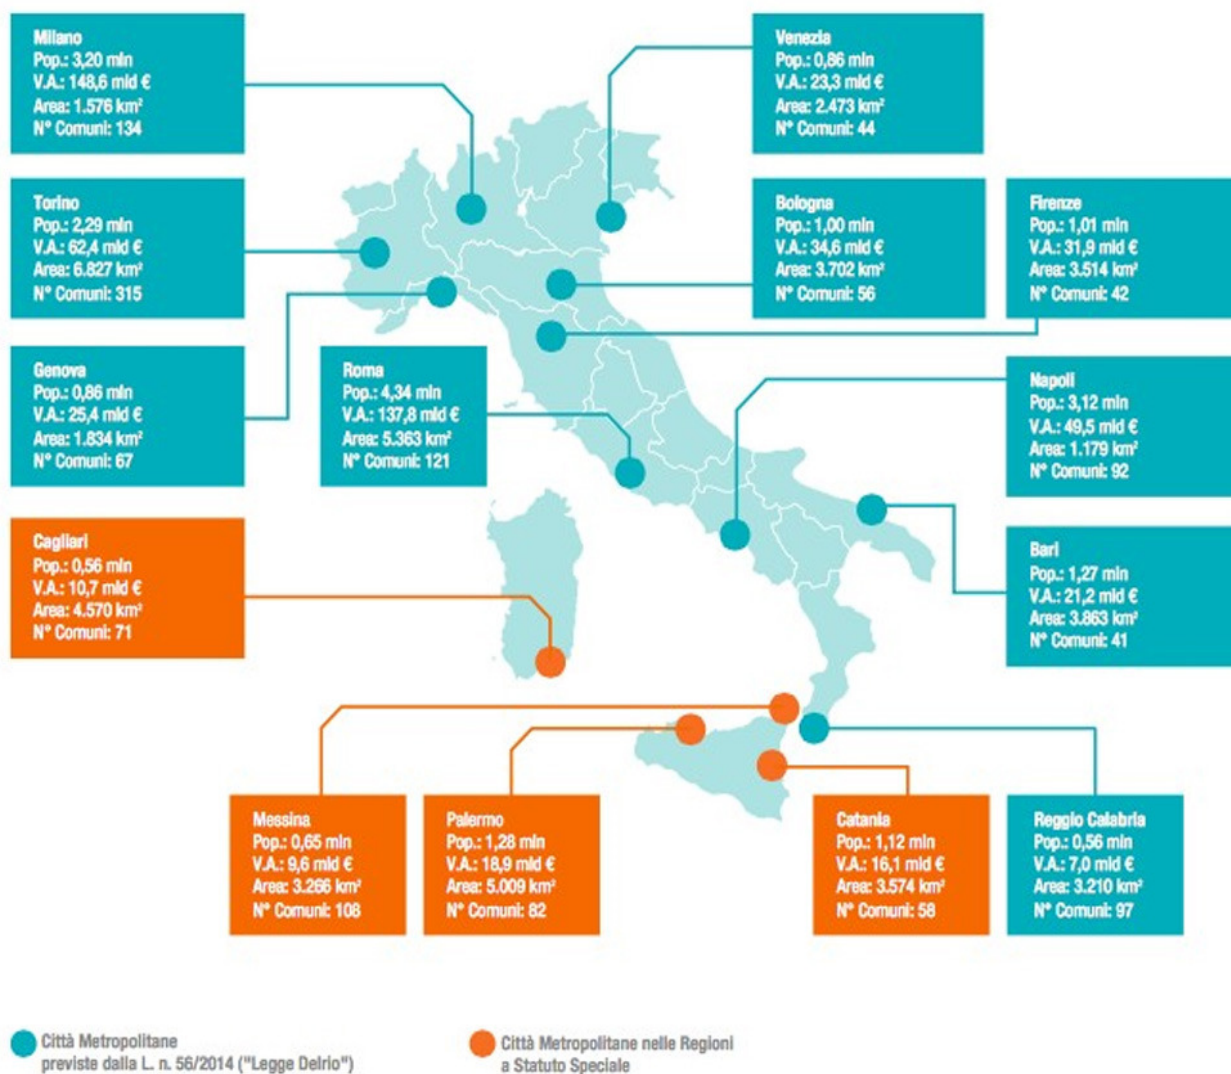 Milano
Pop.: 3,20 mln
V.A.: 148,6 mld €
Area: 1.576 km²
N° Comuni: 134
Venezia
Pop.: 0,86 mln
V.A.: 23,3 mld €
Area: 2.473 km²
N° Comuni: 44
Torino
Pop.: 2,29 mln
V.A.: 62,4 mld €
Area: 6.827 km²
N° Comuni: 315
Bologna
Pop.: 1,00 mln
V.A.: 34,6 mld €
Area: 3.702 km²
N° Comuni: 56
Firenze
Pop.: 1,01 mln
V.A.: 31,9 mld €
Area: 3.514 km²
N° Comuni: 42
Genova
Pop.: 0,86 mln
V.A.: 25,4 mld €
Area: 1.834 km²
N° Comuni: 67
Roma
Pop.: 4,34 mln
V.A.: 137,8 mld €
Area: 5.363 km²
N° Comuni: 121
Napoli
Pop.: 3,12 mln
V.A.: 49,5 mld €
Area: 1.179 km²
N° Comuni: 92
Cagliari
Pop.: 0,56 mln
V.A.: 10,7 mld €
Area: 4.570 km²
N° Comuni: 71
Bari
Pop.: 1,27 mln
V.A.: 21,2 mld €
Area: 3.863 km²
N° Comuni: 41
Messina
Pop.: 0,65 mln
V.A.: 9,6 mld €
Area: 3.266 km²
N° Comuni: 108
Palermo
Pop.: 1,28 mln
V.A.: 18,9 mld €
Area: 5.009 km²
N° Comuni: 82
Catania
Pop.: 1,12 mln
V.A.: 16,1 mld €
Area: 3.574 km²
N° Comuni: 58
Reggio Calabria
Pop.: 0,56 mln
V.A.: 7,0 mld €
Area: 3.210 km²
N° Comuni: 97
Città Metropolitane
previste dalla L. n. 56/2014 ("Legge Delrio")
Città Metropolitane nelle Regioni
a Statuto Speciale